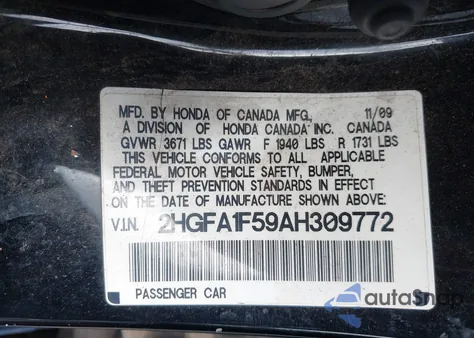 MFD. BY HONDA OF CANADA MFG., 11/09
A DIVISION OF HONDA CANADA INC. CANADA
GVWR 3671 LBS GAWR F 1940 LBS R 1731 LBS
THIS VEHICLE CONFORMS TO ALL APPLICABLE
FEDERAL MOTOR VEHICLE SAFETY, BUMPER,
AND THEFT PREVENTION STANDARDS IN EFFECT
ON THE DATE OF MANUFACTURE SHOWN ABOVE.
V.I.N. 2HGFA1F59AH309772
PASSENGER CAR
autoSnap